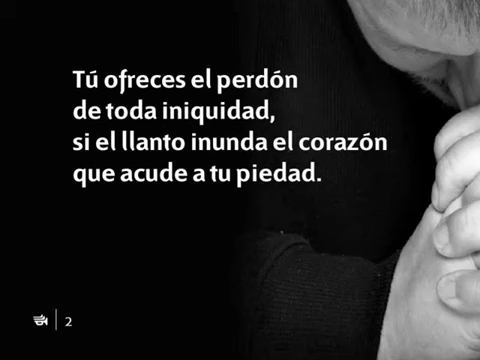 Tú ofreces el perdón
de toda iniquidad,
si el llanto inunda el corazón
que acude a tu piedad.
2